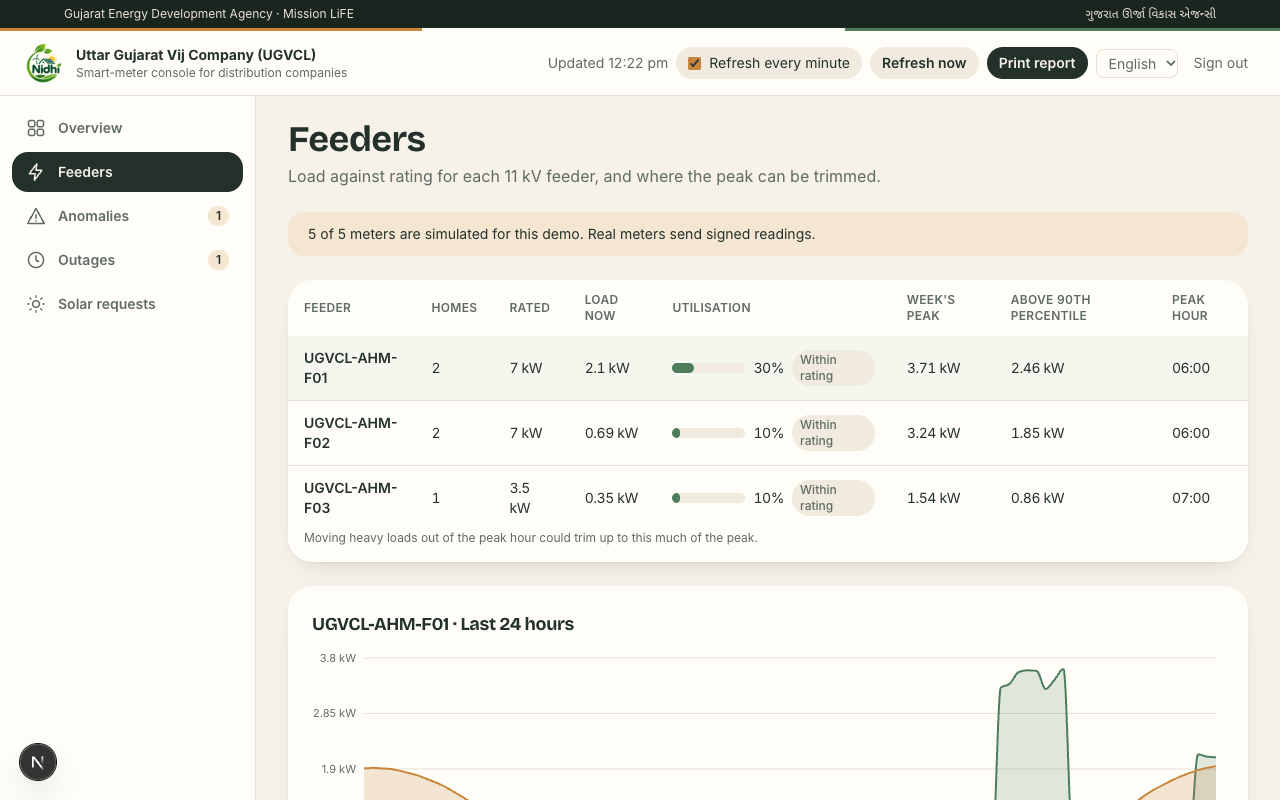 Gujarat Energy Development Agency · Mission LiFE
ગુજરાત ઊર્જા વિકાસ એજન્સી
Nidhi
Uttar Gujarat Vij Company (UGVCL)
Smart-meter console for distribution companies
Updated 12:22 pm
Refresh every minute
Refresh now
Print report
English
Sign out
Overview
Feeders
Anomalies 1
Outages 1
Solar requests
Feeders
Load against rating for each 11 kV feeder, and where the peak can be trimmed.
5 of 5 meters are simulated for this demo. Real meters send signed readings.
FEEDER HOMES RATED LOAD NOW UTILISATION WEEK'S PEAK ABOVE 90TH PERCENTILE PEAK HOUR
UGVCL-AHM-F01 2 7 kW 2.1 kW 30% Within rating 3.71 kW 2.46 kW 06:00
UGVCL-AHM-F02 2 7 kW 0.69 kW 10% Within rating 3.24 kW 1.85 kW 06:00
UGVCL-AHM-F03 1 3.5 kW 0.35 kW 10% Within rating 1.54 kW 0.86 kW 07:00
Moving heavy loads out of the peak hour could trim up to this much of the peak.
UGVCL-AHM-F01 · Last 24 hours
3.8 kW
2.85 kW
1.9 kW
N